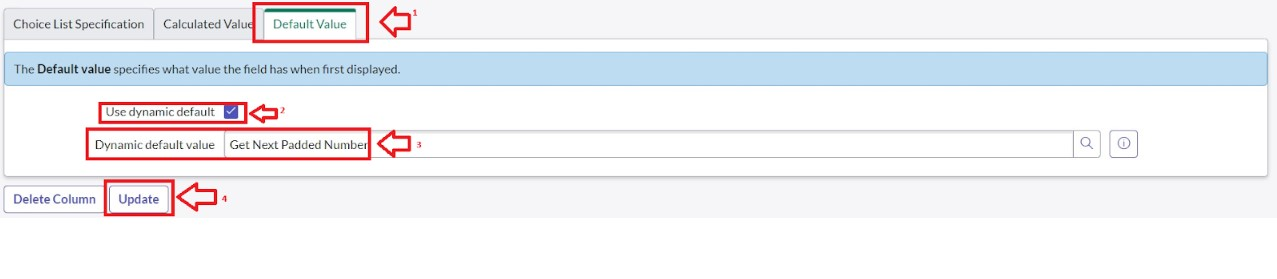 Choice List Specification Calculated Value Default Value 1
The Default value specifies what value the field has when first displayed.
Use dynamic default 2
Dynamic default value Get Next Padded Number 3
Delete Column Update 4